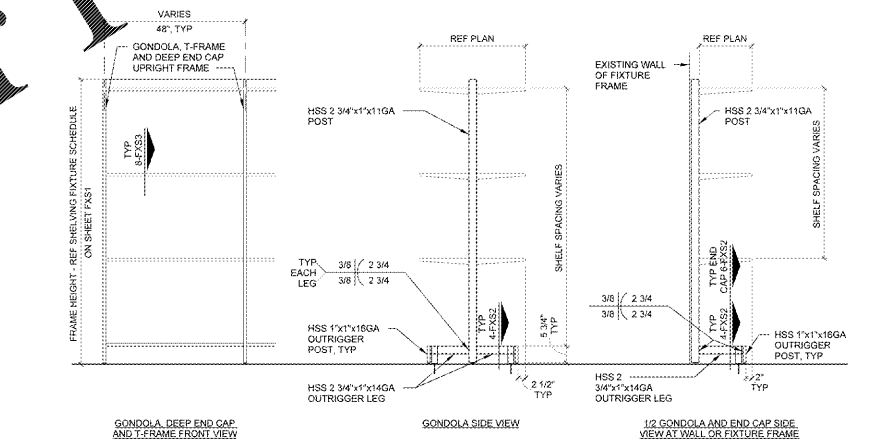 VARIES
48", TYP
GONDOLA, T-FRAME
AND DEEP END CAP
UPRIGHT FRAME
FRAME HEIGHT - REF SHELVING FIXTURE SCHEDULE
ON SHEET FXS1
TYP
8-FXS3
GONDOLA, DEEP END CAP
AND T-FRAME FRONT VIEW
REF PLAN
HSS 2 3/4"x1"x11GA
POST
SHELF SPACING VARIES
TYP
EACH
LEG
3/8 2 3/4
3/8 2 3/4
TYP
4-FXS2
5 3/4"
TYP
HSS 1"x1"x16GA
OUTRIGGER
POST, TYP
HSS 2 3/4"x1"x14GA
OUTRIGGER LEG
2 1/2"
TYP
GONDOLA SIDE VIEW
REF PLAN
EXISTING WALL
OF FIXTURE
FRAME
HSS 2 3/4"x1"x11GA
POST
SHELF SPACING VARIES
TYP END
CAP 6-FXS2
3/8 2 3/4
3/8 2 3/4
TYP
4-FXS2
HSS 1"x1"x16GA
OUTRIGGER
POST, TYP
HSS 2
3/4"x1"x14GA
OUTRIGGER LEG
2"
TYP
1/2 GONDOLA AND END CAP SIDE
VIEW AT WALL OR FIXTURE FRAME